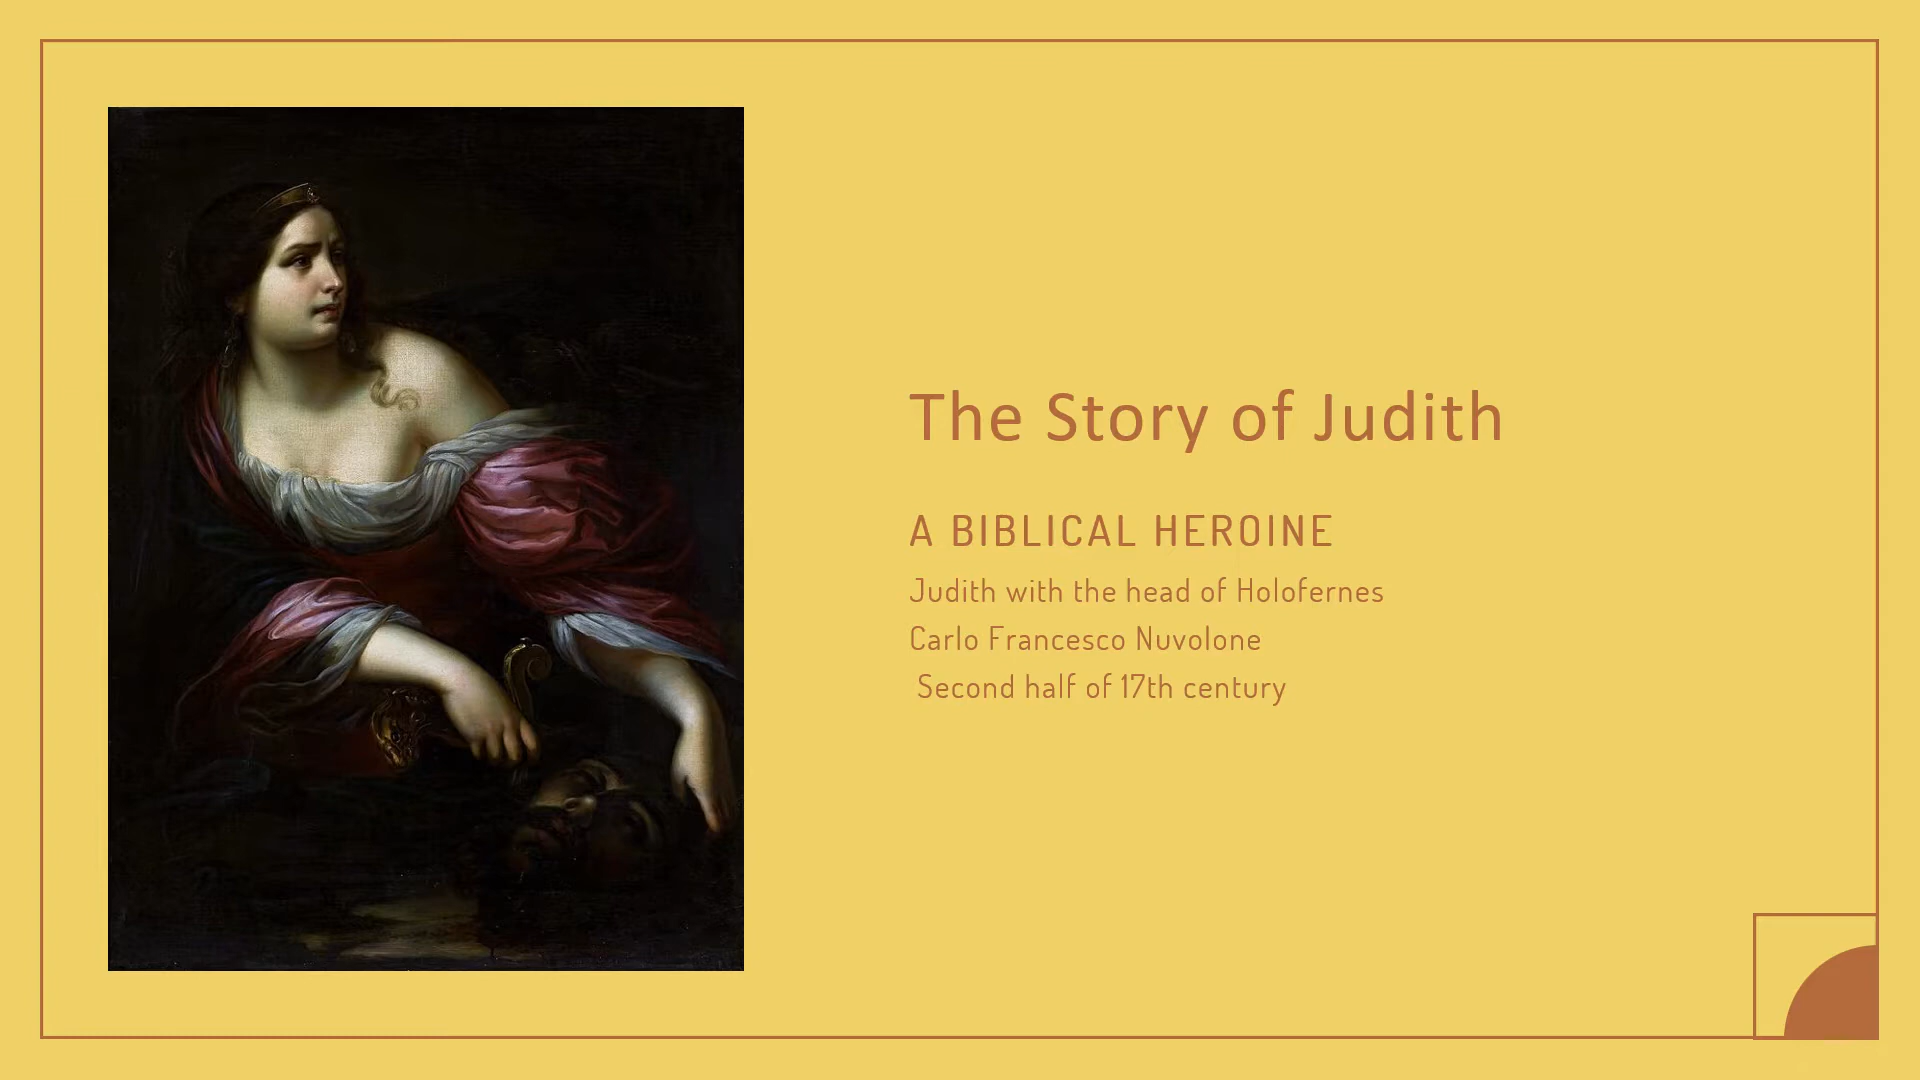 The Story of Judith
A BIBLICAL HEROINE
Judith with the head of Holofernes
Carlo Francesco Nuvolone
Second half of 17th century